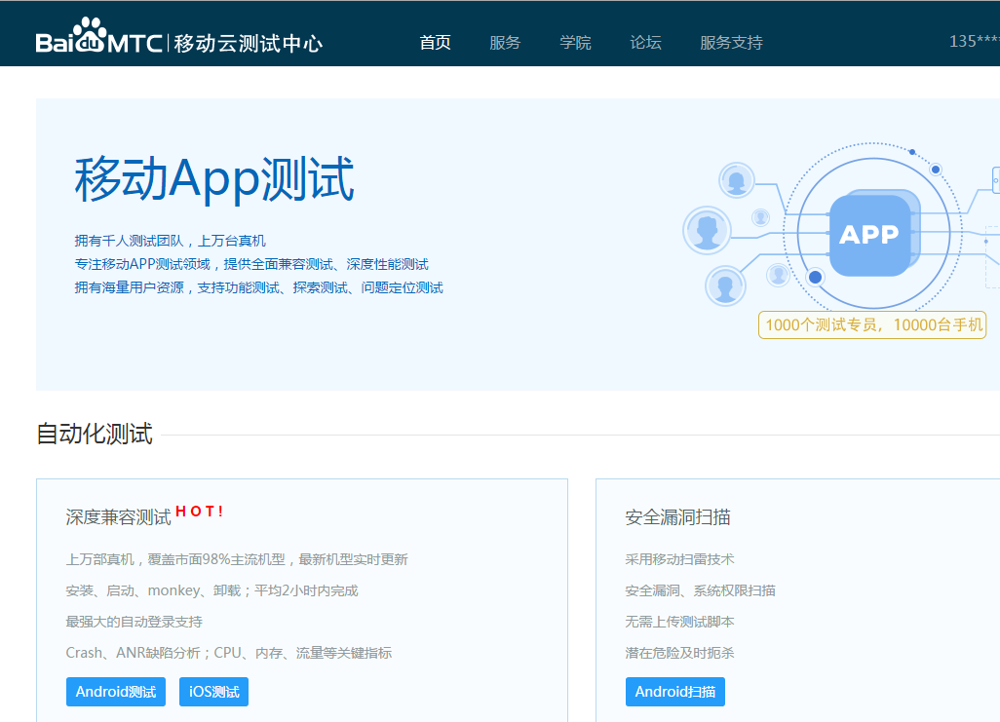 Baidu MTC | 移动云测试中心 首页 服务 学院 论坛 服务支持 135****
移动App测试
拥有千人测试团队，上万台真机
专注移动APP测试领域，提供全面兼容测试、深度性能测试
拥有海量用户资源，支持功能测试、探索测试、问题定位测试
APP
1000个测试专员，10000台手机
自动化测试
深度兼容测试 HOT!
上万部真机，覆盖市面98%主流机型，最新机型实时更新
安装、启动、monkey、卸载；平均2小时内完成
最强大的自动登录支持
Crash、ANR缺陷分析；CPU、内存、流量等关键指标
Android测试 iOS测试
安全漏洞扫描
采用移动扫雷技术
安全漏洞、系统权限扫描
无需上传测试脚本
潜在危险及时扼杀
Android扫描